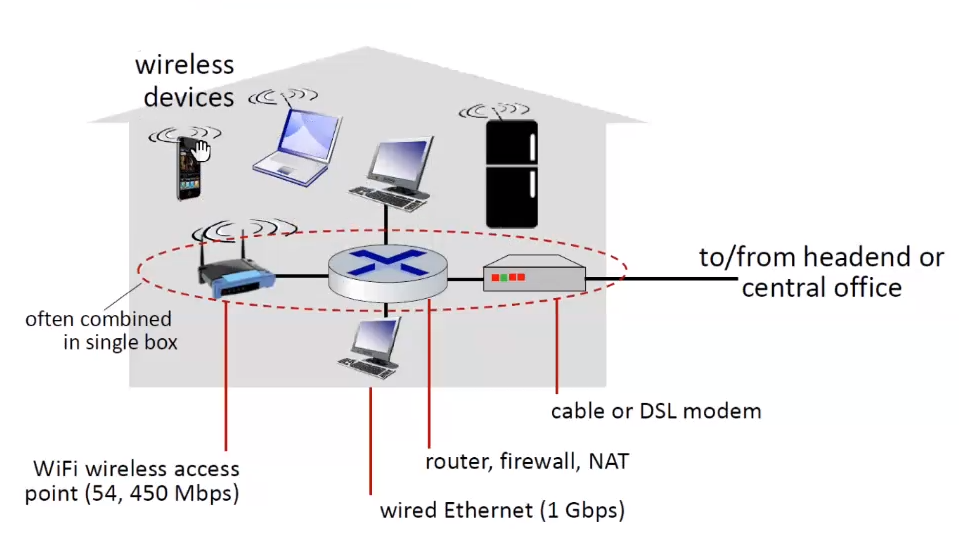 wireless
devices
to/from headend or
central office
often combined
in single box
cable or DSL modem
router, firewall, NAT
WiFi wireless access
point (54, 450 Mbps)
wired Ethernet (1 Gbps)